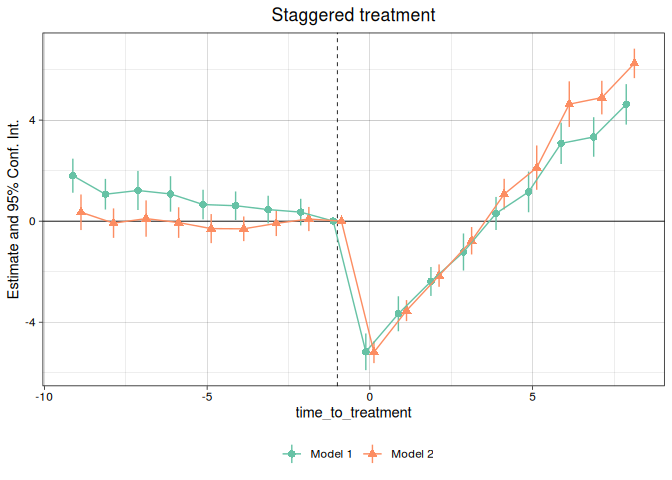 Staggered treatment
Estimate and 95% Conf. Int.
4
0
-4
-10
-5
0
5
time_to_treatment
Model 1
Model 2